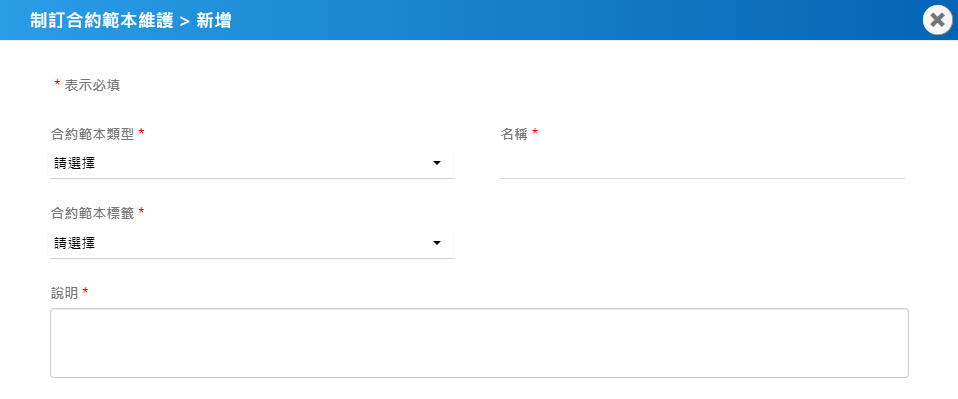 制訂合約範本維護 > 新增
* 表示必填
合約範本類型 *
名稱 *
請選擇
合約範本標籤 *
請選擇
說明 *